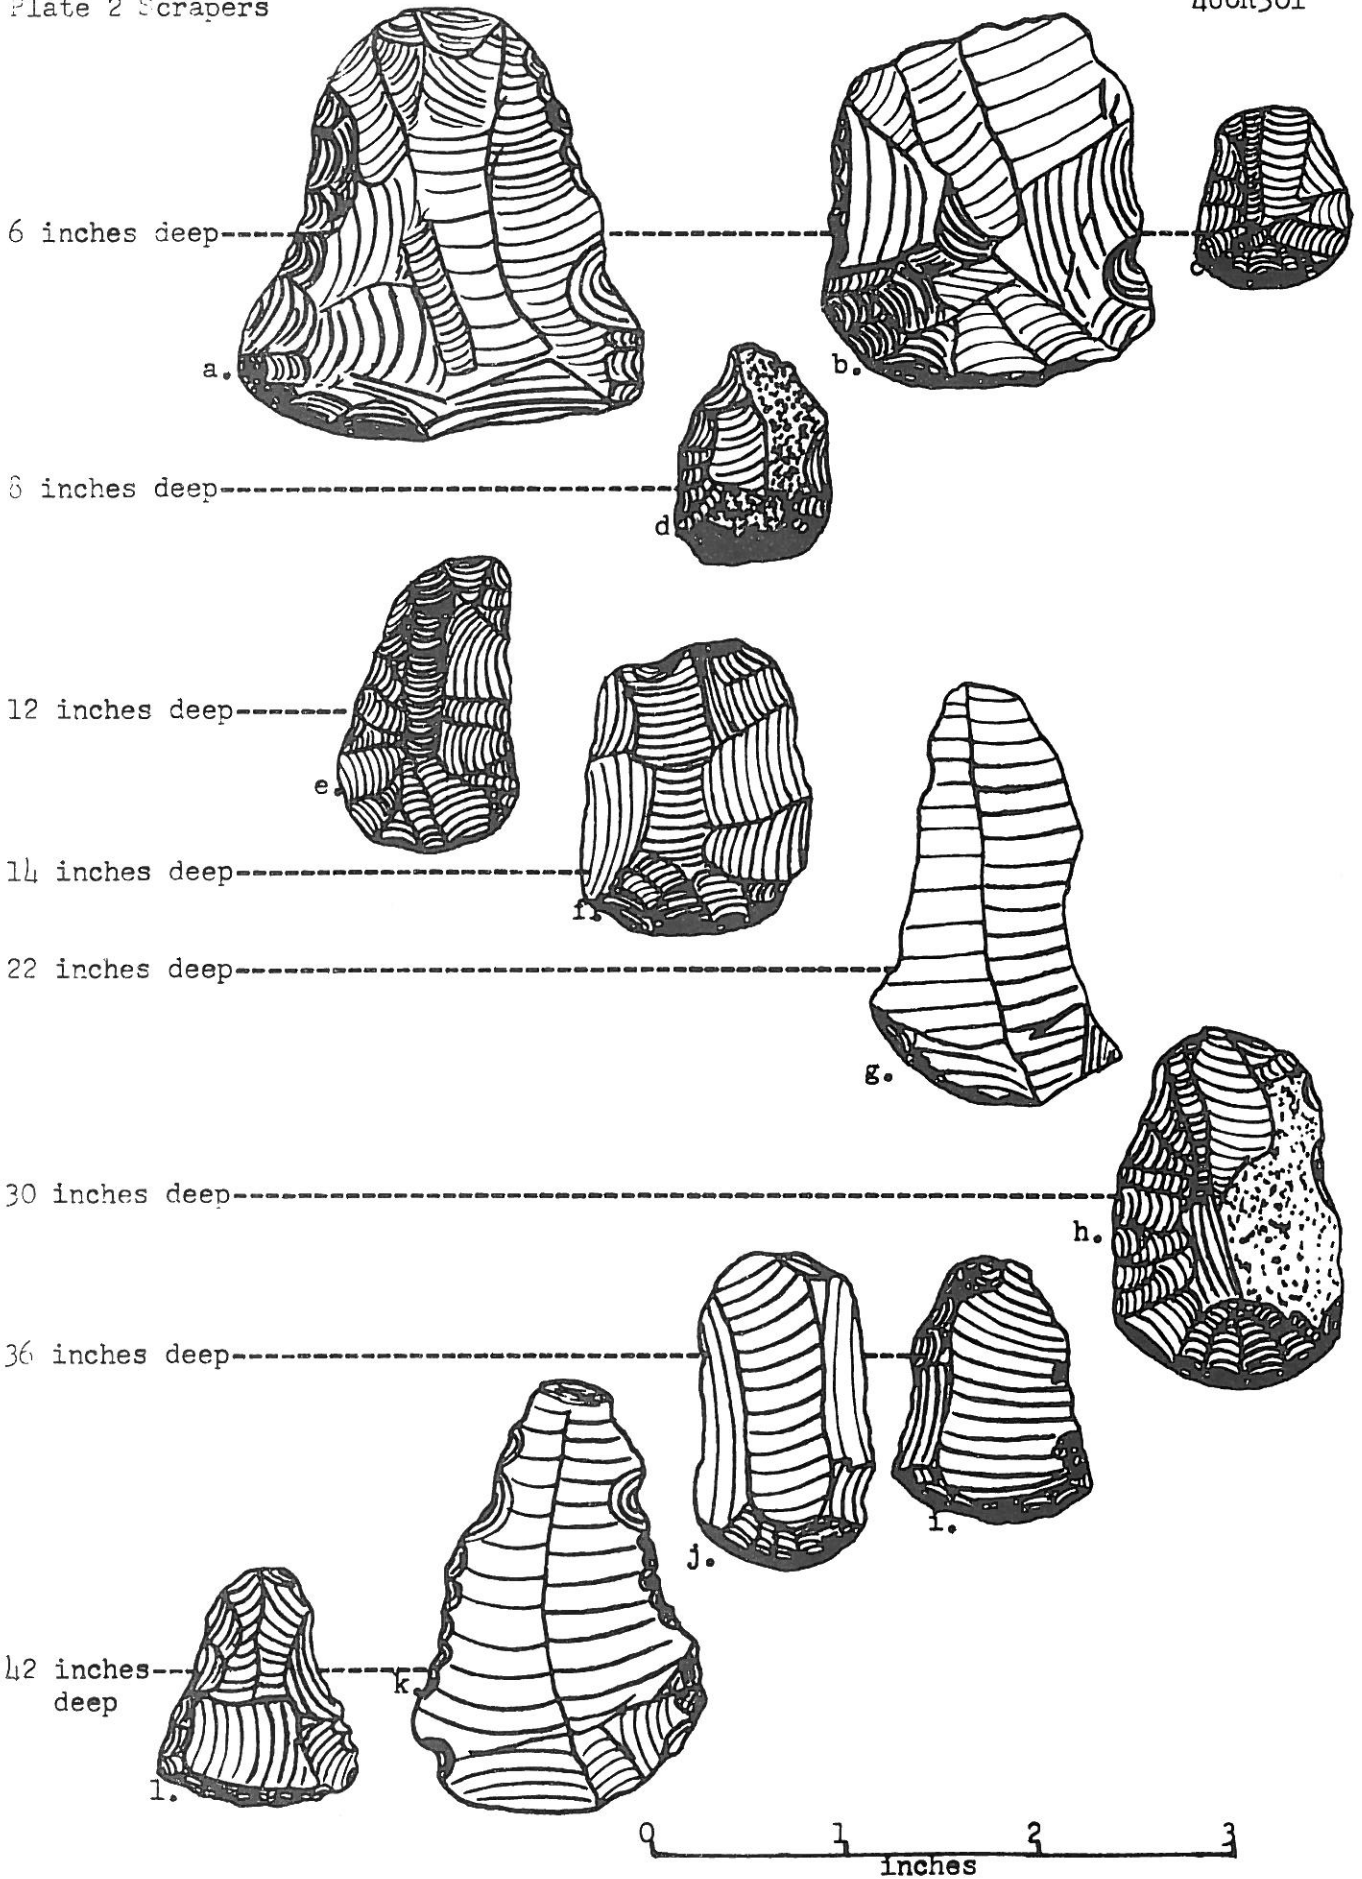 Plate 2 Scrapers
6 inches deep
a.
b.
c
8 inches deep
d
12 inches deep
e.
14 inches deep
f.
22 inches deep
g.
30 inches deep
h.
36 inches deep
j.
i.
42 inches
deep
k.
l.
0 1 2 3
inches